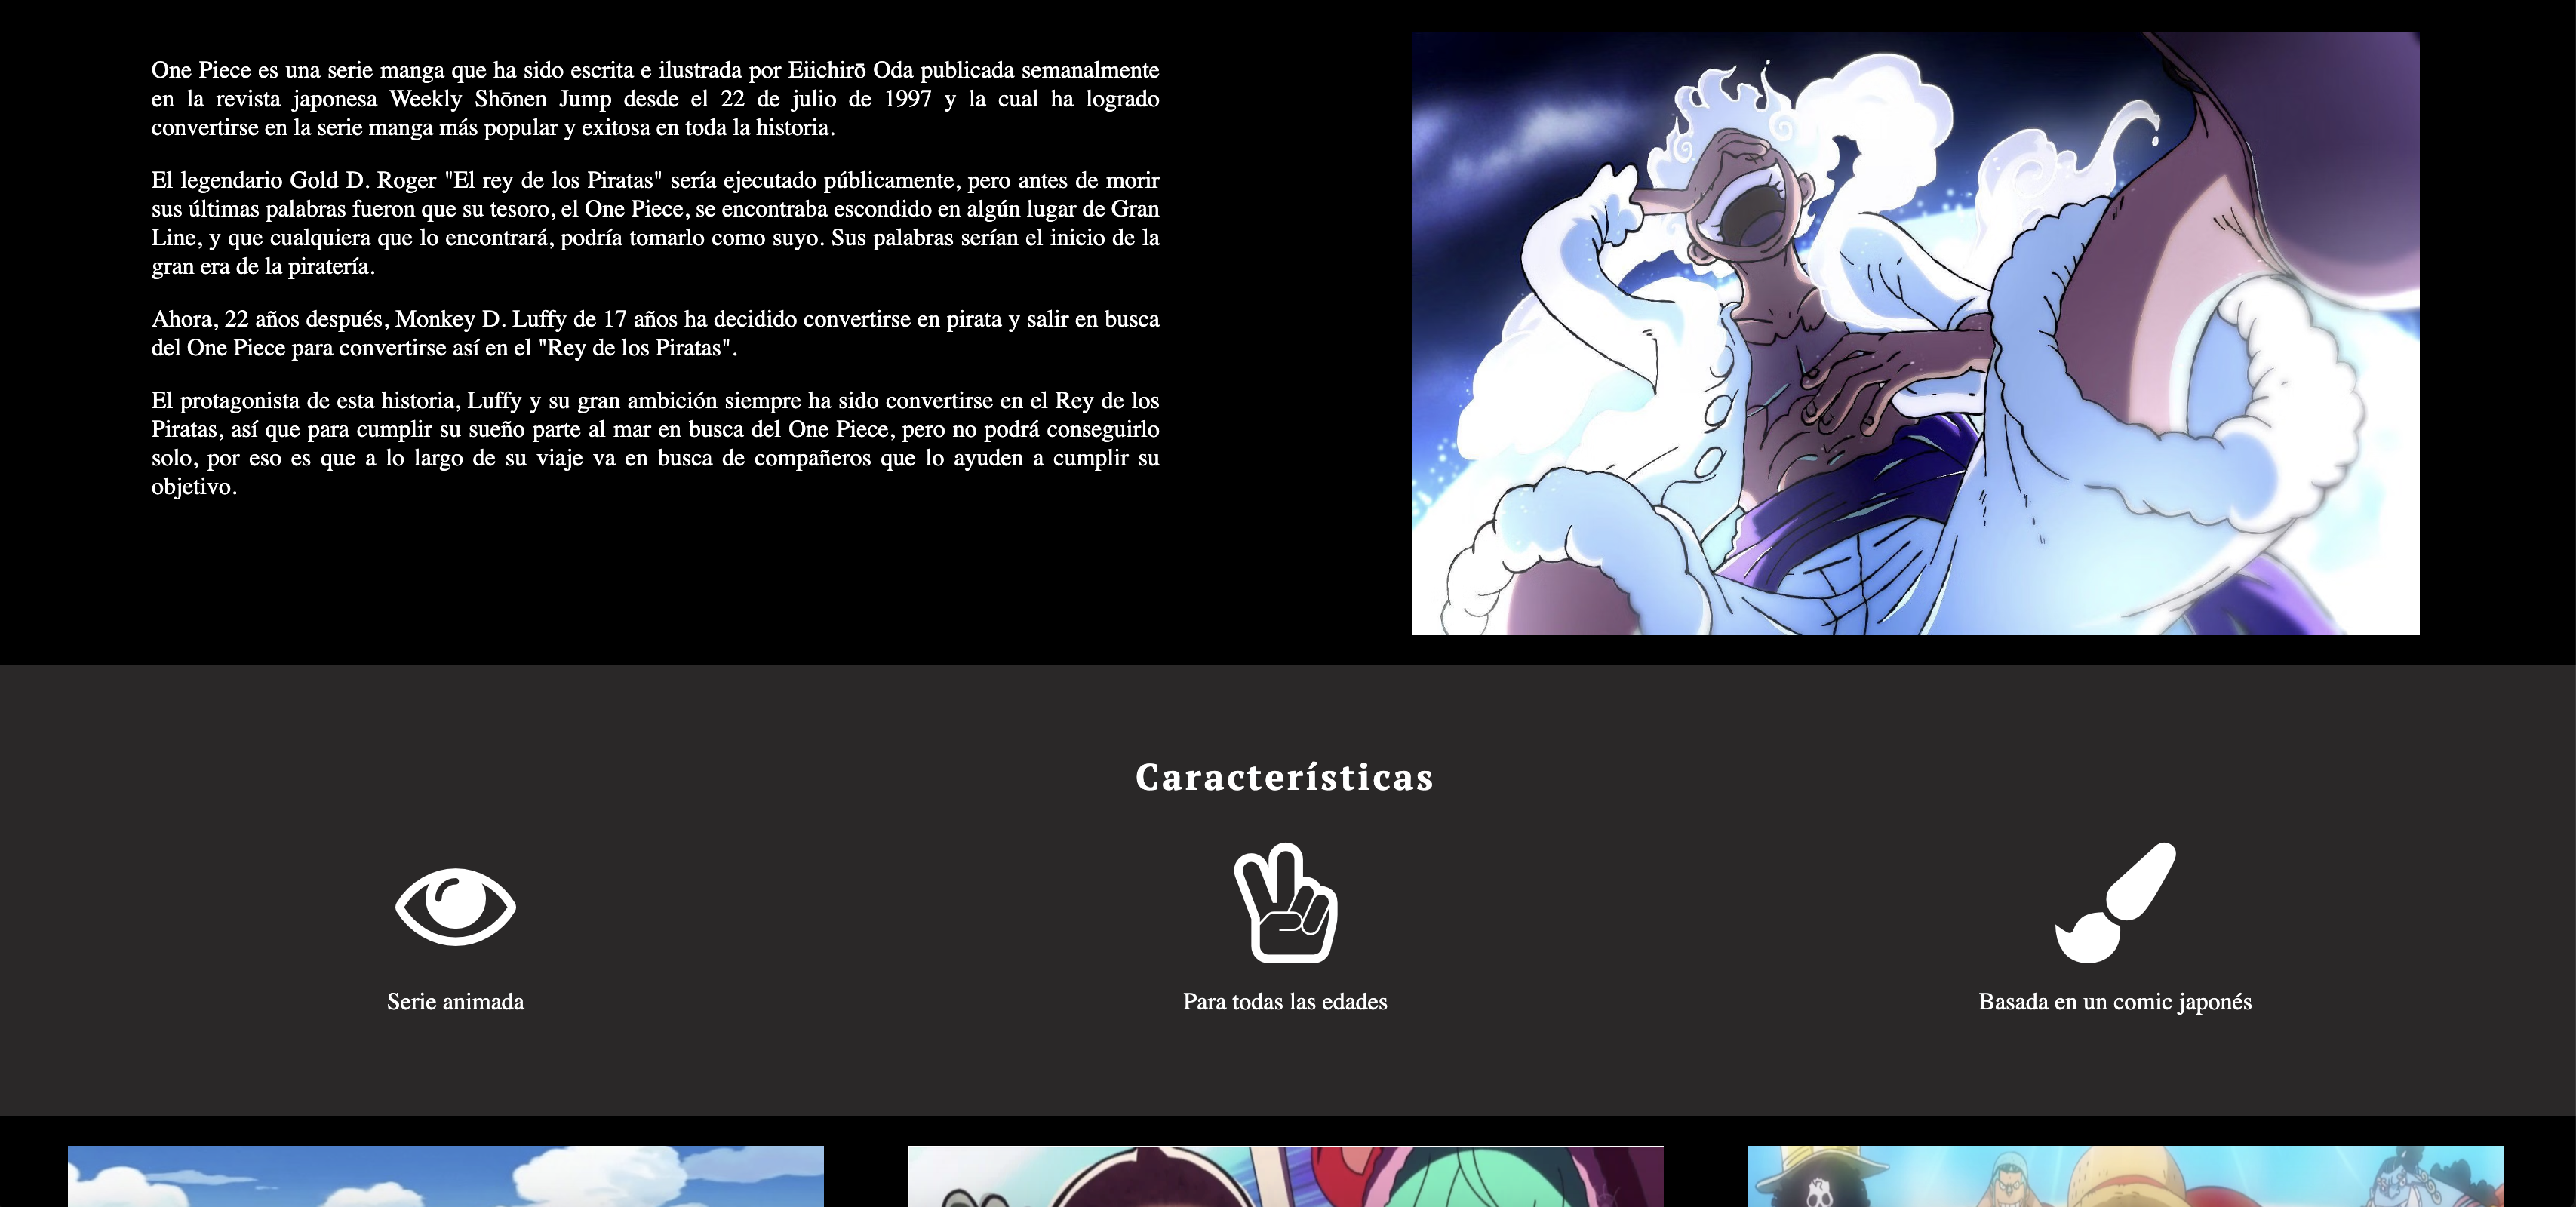 One Piece es una serie manga que ha sido escrita e ilustrada por Eiichirō Oda publicada semanalmente
en la revista japonesa Weekly Shōnen Jump desde el 22 de julio de 1997 y la cual ha logrado
convertirse en la serie manga más popular y exitosa en toda la historia.
El legendario Gold D. Roger "El rey de los Piratas" sería ejecutado públicamente, pero antes de morir
sus últimas palabras fueron que su tesoro, el One Piece, se encontraba escondido en algún lugar de Gran
Line, y que cualquiera que lo encontrará, podría tomarlo como suyo. Sus palabras serían el inicio de la
gran era de la piratería.
Ahora, 22 años después, Monkey D. Luffy de 17 años ha decidido convertirse en pirata y salir en busca
del One Piece para convertirse así en el "Rey de los Piratas".
El protagonista de esta historia, Luffy y su gran ambición siempre ha sido convertirse en el Rey de los
Piratas, así que para cumplir su sueño parte al mar en busca del One Piece, pero no podrá conseguirlo
solo, por eso es que a lo largo de su viaje va en busca de compañeros que lo ayuden a cumplir su
objetivo.
Características
Serie animada
Para todas las edades
Basada en un comic japonés